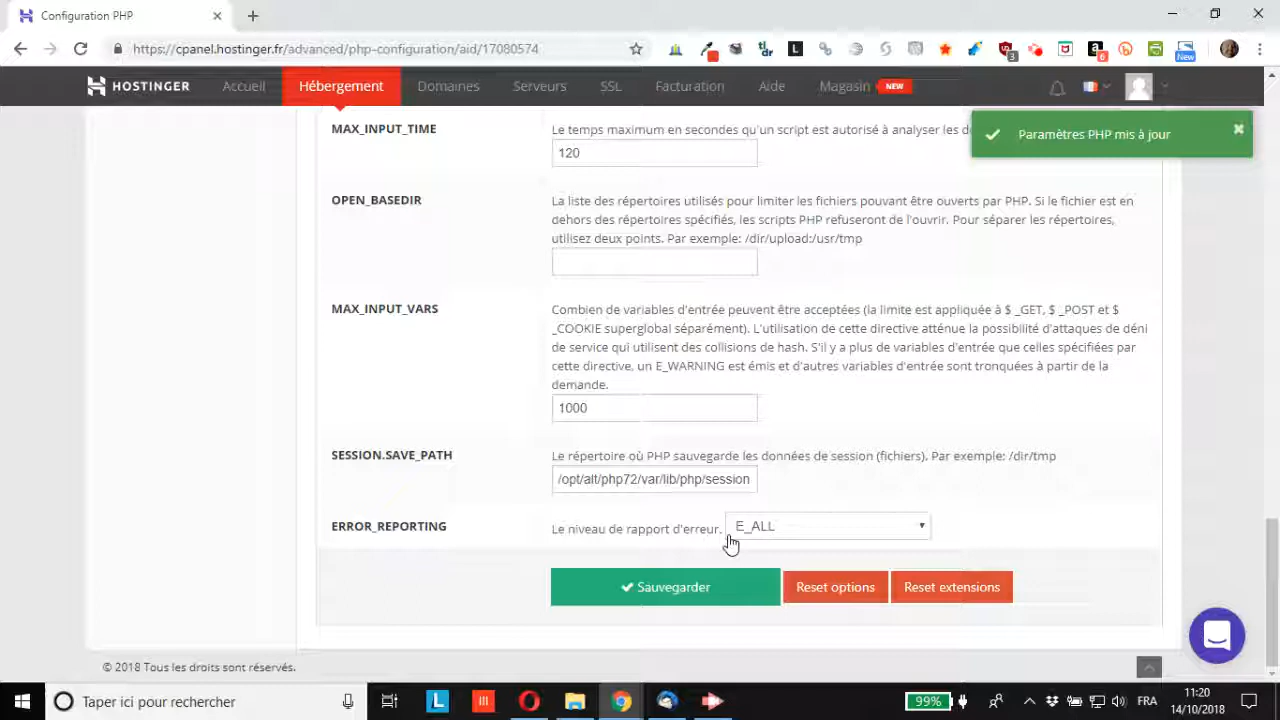 Configuration PHP
https://cpanel.hostinger.fr/advanced/php-configuration/aid/17080574
3
6
New
HOSTINGER
Accueil
Hébergement
Domaines
Serveurs
SSL
Facturation
Aide
Magasin NEW
Paramètres PHP mis à jour
MAX_INPUT_TIME
Le temps maximum en secondes qu'un script est autorisé à analyser les
120
OPEN_BASEDIR
La liste des répertoires utilisés pour limiter les fichiers pouvant être ouverts par PHP. Si le fichier est en
dehors des répertoires spécifiés, les scripts PHP refuseront de l'ouvrir. Pour séparer les répertoires,
utilisez deux points. Par exemple: /dir/upload:/usr/tmp
MAX_INPUT_VARS
Combien de variables d'entrée peuvent être acceptées (la limite est appliquée à $ _GET, $ _POST et $
_COOKIE superglobal séparément). L'utilisation de cette directive atténue la possibilité d'attaques de déni
de service qui utilisent des collisions de hash. S'il y a plus de variables d'entrée que celles spécifiées par
cette directive, un E_WARNING est émis et d'autres variables d'entrée sont tronquées à partir de la
demande.
1000
SESSION.SAVE_PATH
Le répertoire où PHP sauvegarde les données de session (fichiers). Par exemple: /dir/tmp
/opt/alt/php72/var/lib/php/session
ERROR_REPORTING
Le niveau de rapport d'erreur.
E_ALL
Sauvegarder
Reset options
Reset extensions
© 2018 Tous les droits sont réservés.
Taper ici pour rechercher
99%
FRA
11:20
14/10/2018